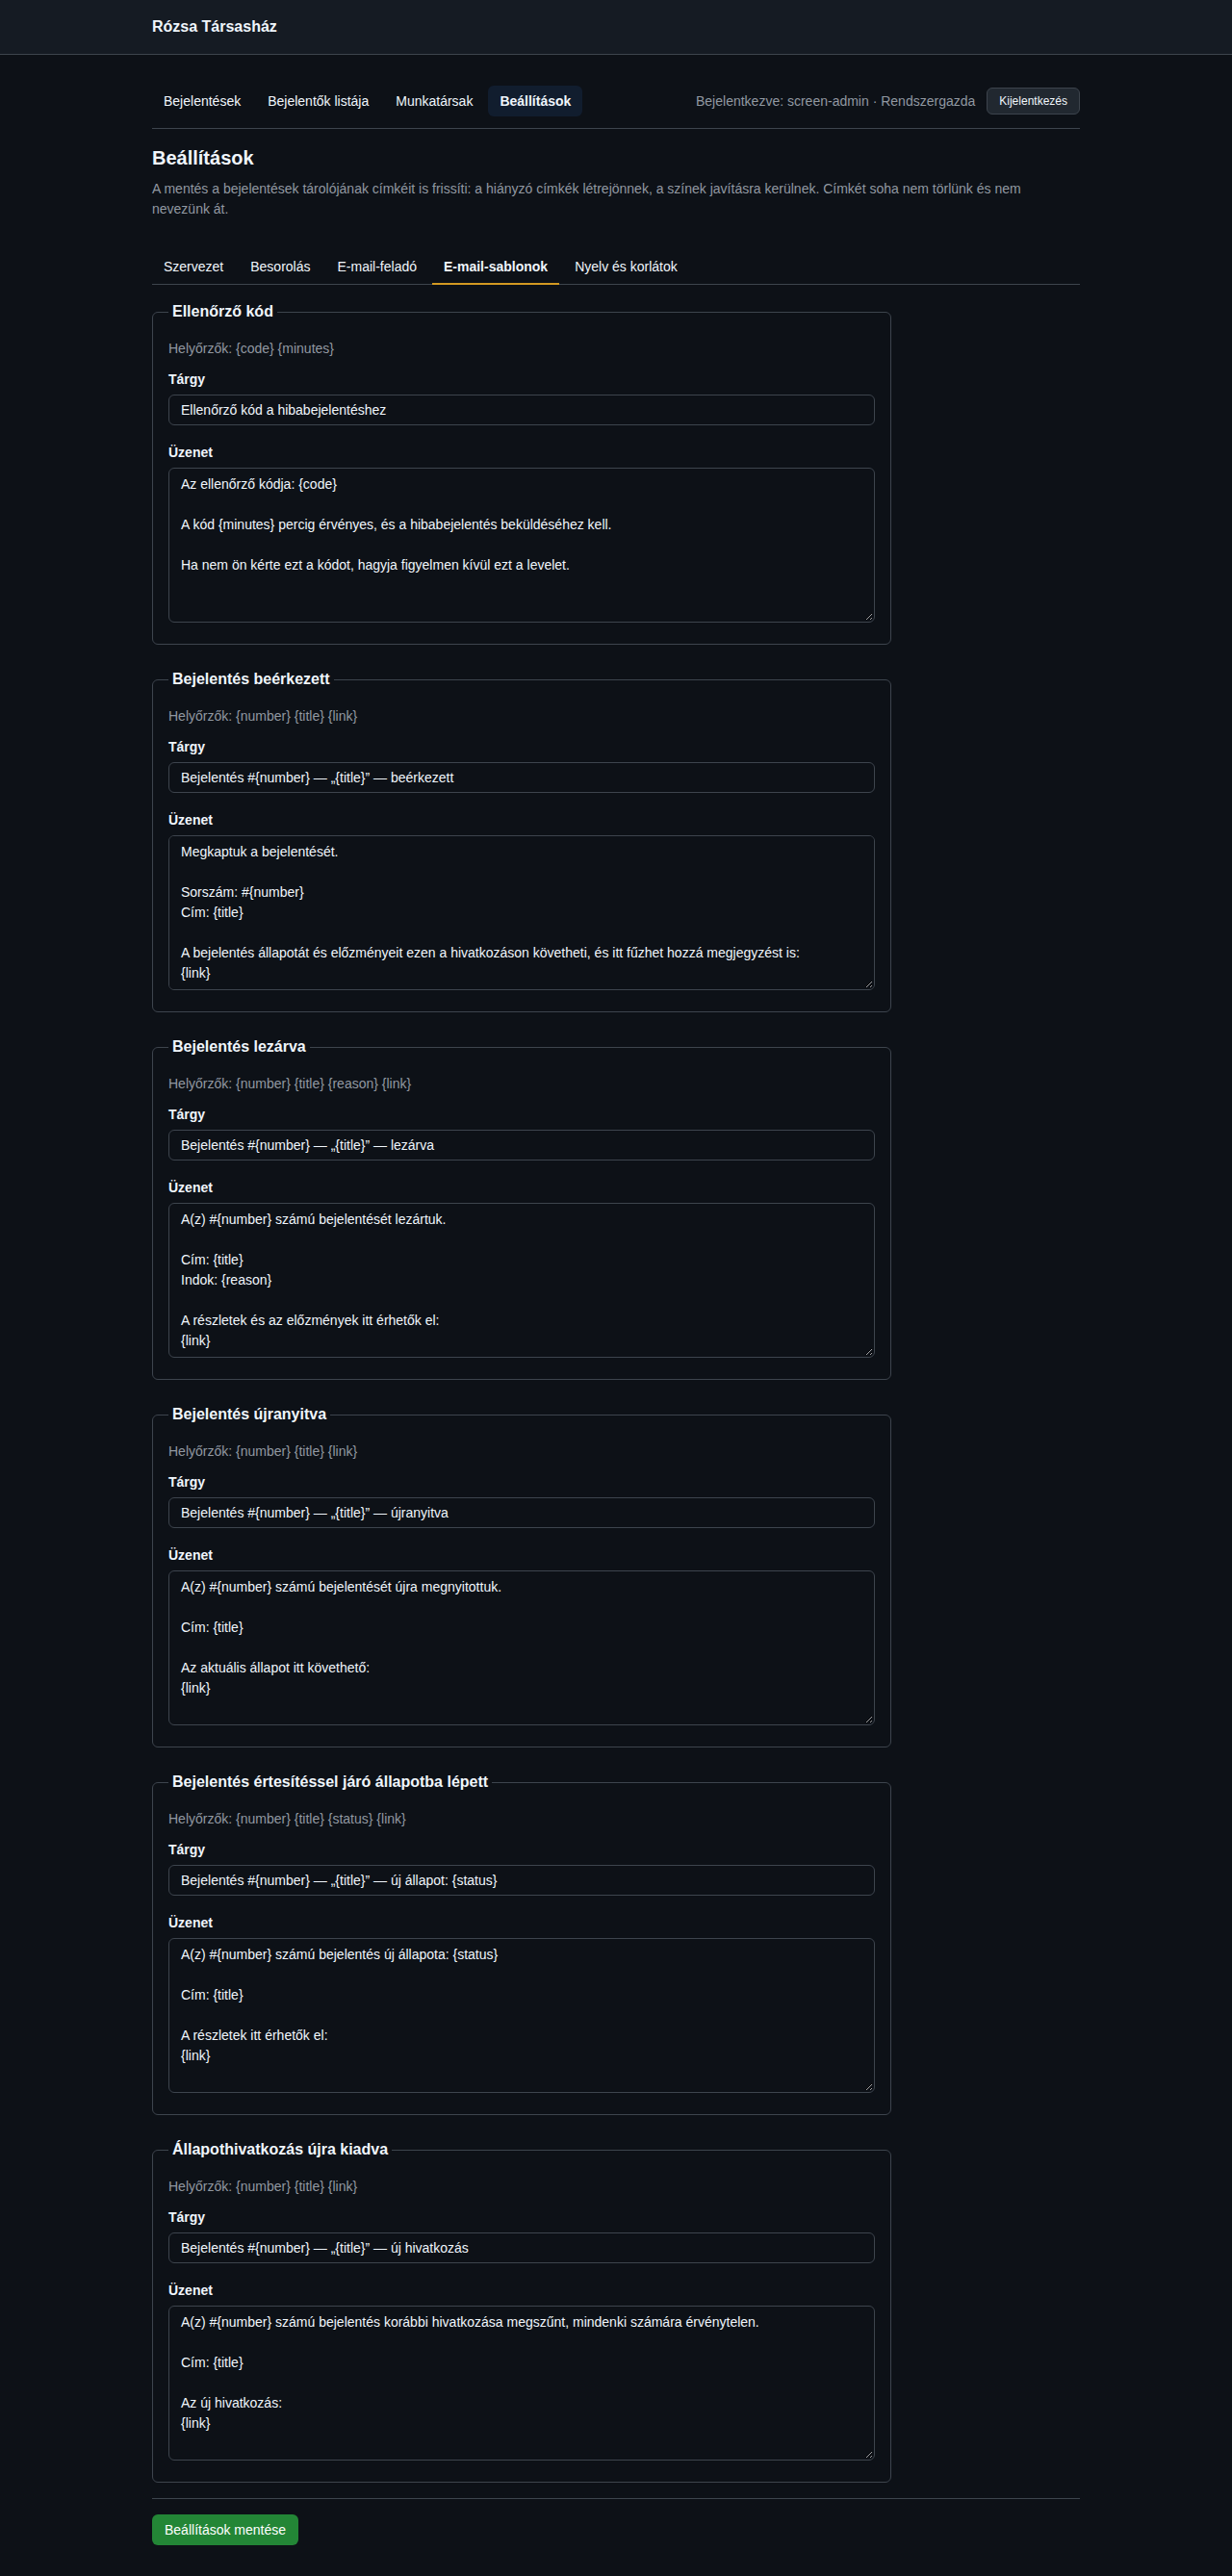 Rózsa Társasház
Bejelentések Bejelentők listája Munkatársak Beállítások Bejelentkezve: screen-admin · Rendszergazda Kijelentkezés
Beállítások
A mentés a bejelentések tárolójának címkéit is frissíti: a hiányzó címkék létrejönnek, a színek javításra kerülnek. Címkét soha nem törlünk és nem
nevezünk át.
Szervezet Besorolás E-mail-feladó E-mail-sablonok Nyelv és korlátok
Ellenőrző kód
Helyőrzők: {code} {minutes}
Tárgy
Ellenőrző kód a hibabejelentéshez
Üzenet
Az ellenőrző kódja: {code}
A kód {minutes} percig érvényes, és a hibabejelentés beküldéséhez kell.
Ha nem ön kérte ezt a kódot, hagyja figyelmen kívül ezt a levelet.
Bejelentés beérkezett
Helyőrzők: {number} {title} {link}
Tárgy
Bejelentés #{number} — „{title}” — beérkezett
Üzenet
Megkaptuk a bejelentését.
Sorszám: #{number}
Cím: {title}
A bejelentés állapotát és előzményeit ezen a hivatkozáson követheti, és itt fűzhet hozzá megjegyzést is:
{link}
Bejelentés lezárva
Helyőrzők: {number} {title} {reason} {link}
Tárgy
Bejelentés #{number} — „{title}” — lezárva
Üzenet
A(z) #{number} számú bejelentését lezártuk.
Cím: {title}
Indok: {reason}
A részletek és az előzmények itt érhetők el:
{link}
Bejelentés újranyitva
Helyőrzők: {number} {title} {link}
Tárgy
Bejelentés #{number} — „{title}” — újranyitva
Üzenet
A(z) #{number} számú bejelentését újra megnyitottuk.
Cím: {title}
Az aktuális állapot itt követhető:
{link}
Bejelentés értesítéssel járó állapotba lépett
Helyőrzők: {number} {title} {status} {link}
Tárgy
Bejelentés #{number} — „{title}” — új állapot: {status}
Üzenet
A(z) #{number} számú bejelentés új állapota: {status}
Cím: {title}
A részletek itt érhetők el:
{link}
Állapothivatkozás újra kiadva
Helyőrzők: {number} {title} {link}
Tárgy
Bejelentés #{number} — „{title}” — új hivatkozás
Üzenet
A(z) #{number} számú bejelentés korábbi hivatkozása megszűnt, mindenki számára érvénytelen.
Cím: {title}
Az új hivatkozás:
{link}
Beállítások mentése